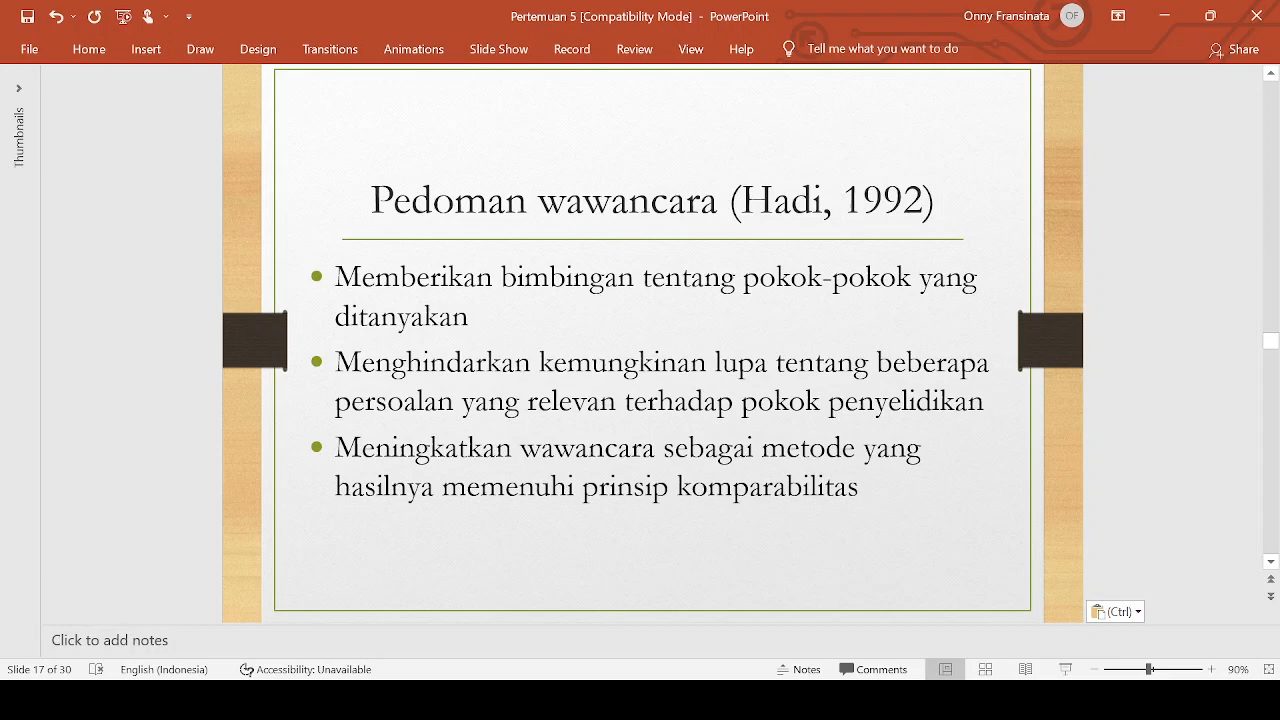 Pertemuan 5 [Compatibility Mode] - PowerPoint
Onny Fransinata
OF
File Home Insert Draw Design Transitions Animations Slide Show Record Review View Help Tell me what you want to do Share
Thumbnails
Pedoman wawancara (Hadi, 1992)
Memberikan bimbingan tentang pokok-pokok yang
ditanyakan
Menghindarkan kemungkinan lupa tentang beberapa
persoalan yang relevan terhadap pokok penyelidikan
Meningkatkan wawancara sebagai metode yang
hasilnya memenuhi prinsip komparabilitas
(Ctrl)
Click to add notes
Slide 17 of 30 English (Indonesia) Accessibility: Unavailable Notes Comments 90%